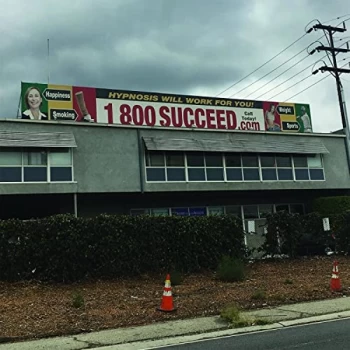 HYPNOSIS WILL WORK FOR YOU!
Happiness
Smoking
1 800 SUCCEED.com
Call Today!
Weight
Sports